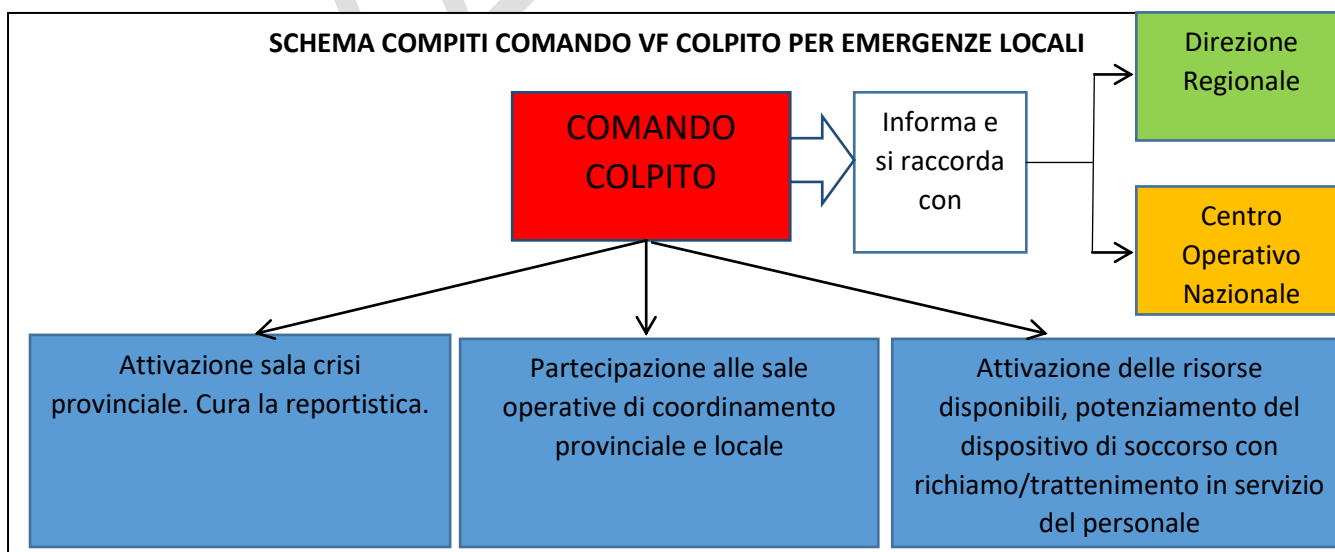 SCHEMA COMPITI COMANDO VF COLPITO PER EMERGENZE LOCALI
COMANDO
COLPITO
Informa e
si raccorda
con
Direzione
Regionale
Centro
Operativo
Nazionale
Attivazione sala crisi
provinciale. Cura la reportistica.
Partecipazione alle sale
operative di coordinamento
provinciale e locale
Attivazione delle risorse
disponibili, potenziamento del
dispositivo di soccorso con
richiamo/trattenimento in servizio
del personale